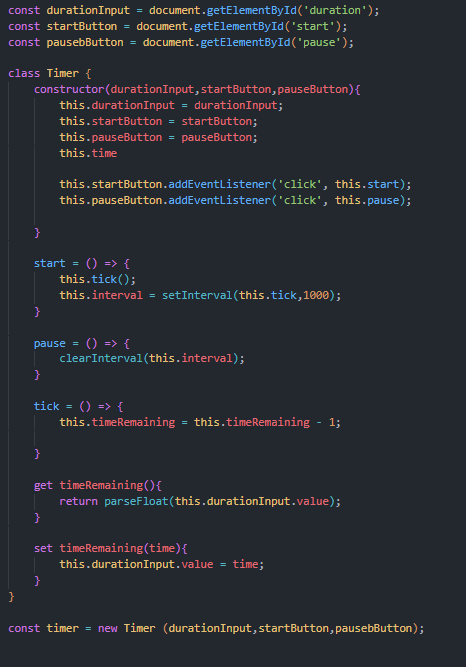 const durationInput = document.getElementById('duration');
const startButton = document.getElementById('start');
const pausebButton = document.getElementById('pause');
class Timer {
constructor(durationInput,startButton,pauseButton){
this.durationInput = durationInput;
this.startButton = startButton;
this.pauseButton = pauseButton;
this.time
this.startButton.addEventListener('click', this.start);
this.pauseButton.addEventListener('click', this.pause);
}
start = () => {
this.tick();
this.interval = setInterval(this.tick,1000);
}
pause = () => {
clearInterval(this.interval);
}
tick = () => {
this.timeRemaining = this.timeRemaining - 1;
}
get timeRemaining(){
return parseFloat(this.durationInput.value);
}
set timeRemaining(time){
this.durationInput.value = time;
}
}
const timer = new Timer (durationInput,startButton,pausebButton);